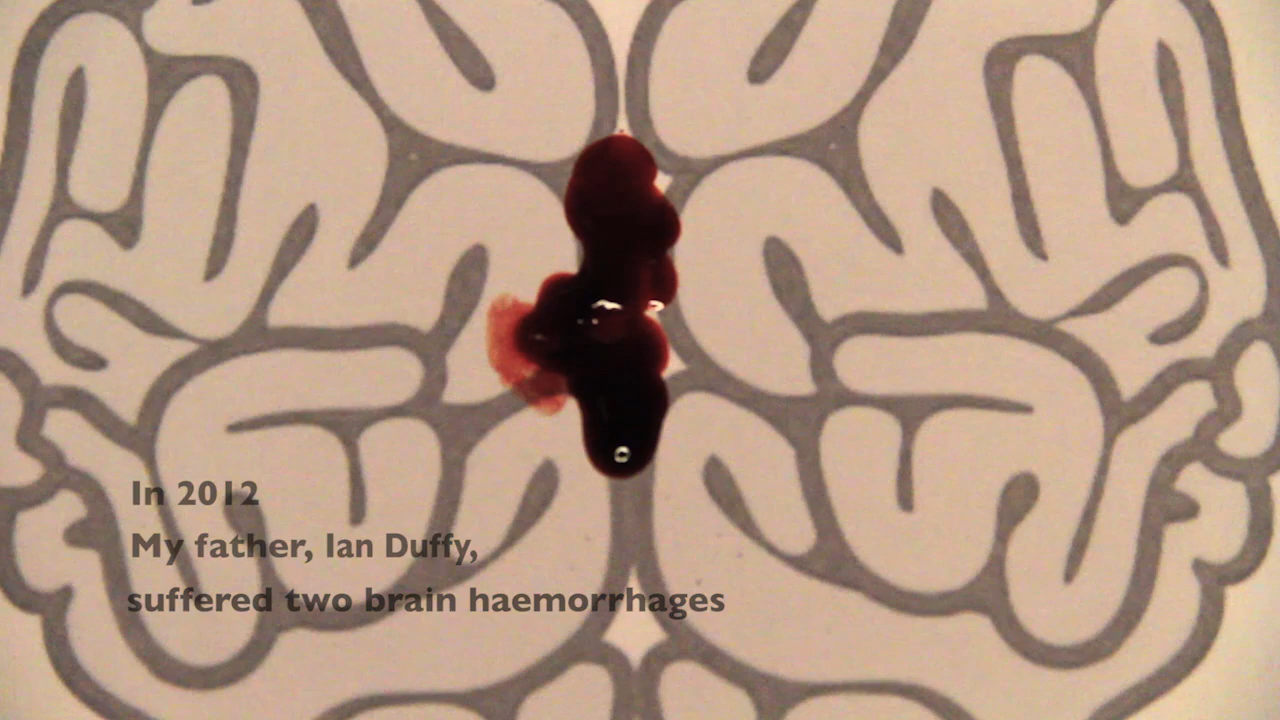 In 2012
My father, Ian Duffy,
suffered two brain haemorrhages